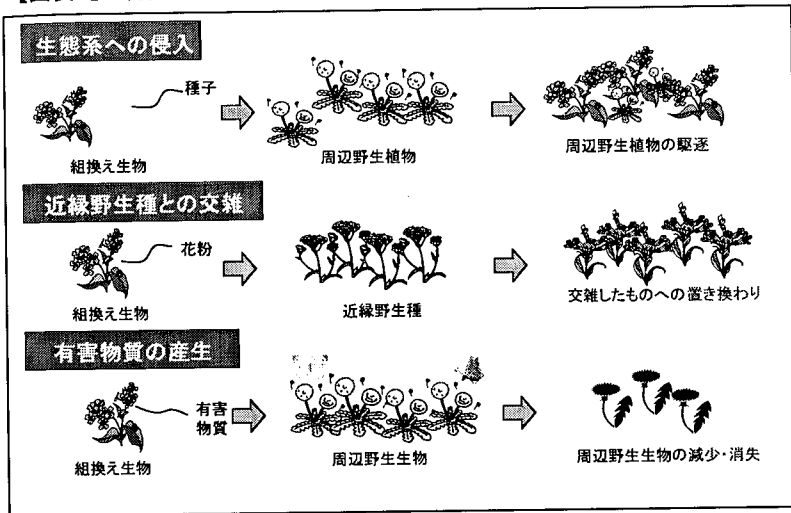 生態系への侵入
種子
組換え生物
周辺野生植物
周辺野生植物の駆逐
近縁野生種との交雑
花粉
組換え生物
近縁野生種
交雑したものへの置き換わり
有害物質の産生
有害
物質
組換え生物
周辺野生生物
周辺野生生物の減少・消失